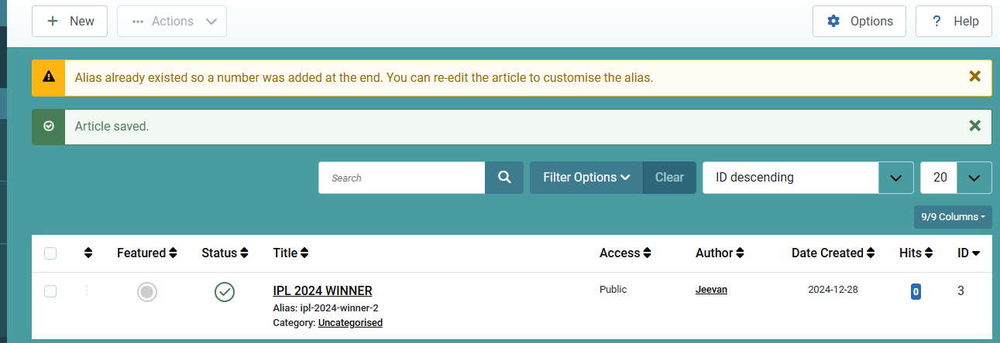 New
Actions
Options
? Help
Alias already existed so a number was added at the end. You can re-edit the article to customise the alias.
Article saved.
Search
Filter Options
Clear
ID descending
20
9/9 Columns
Featured Status Title Access Author Date Created Hits ID
IPL 2024 WINNER Public Jeevan 2024-12-28 0 3
Alias: ipl-2024-winner-2
Category: Uncategorised